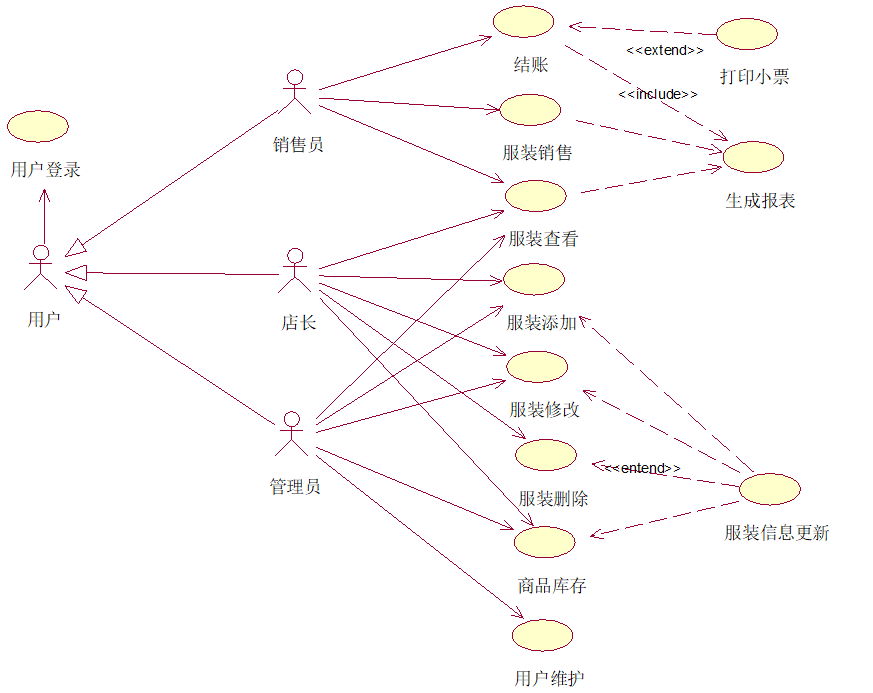 结账
<<extend>>
打印小票
<<include>>
销售员
服装销售
用户登录
生成报表
服装查看
用户
店长
服装添加
服装修改
管理员
<<entend>>
服装删除
服装信息更新
商品库存
用户维护